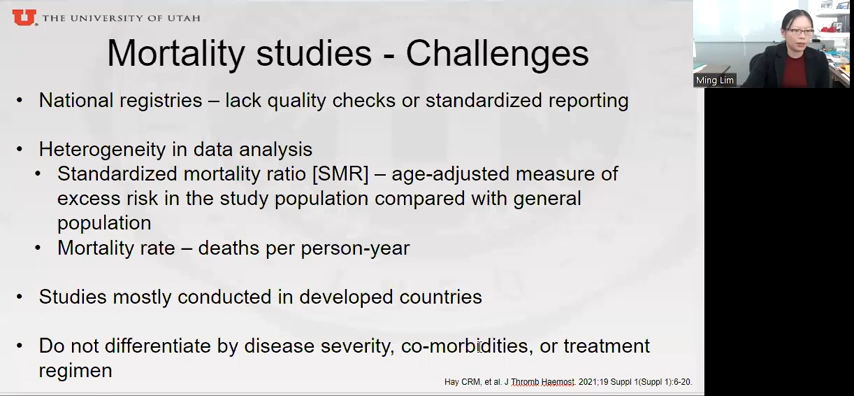 THE UNIVERSITY OF UTAH
Mortality studies - Challenges
Ming Lim
• National registries – lack quality checks or standardized reporting
• Heterogeneity in data analysis
• Standardized mortality ratio [SMR] – age-adjusted measure of
excess risk in the study population compared with general
population
• Mortality rate – deaths per person-year
• Studies mostly conducted in developed countries
• Do not differentiate by disease severity, co-morbidities, or treatment
regimen
Hay CRM, et al. J Thromb Haemost. 2021;19 Suppl 1(Suppl 1):6-20.